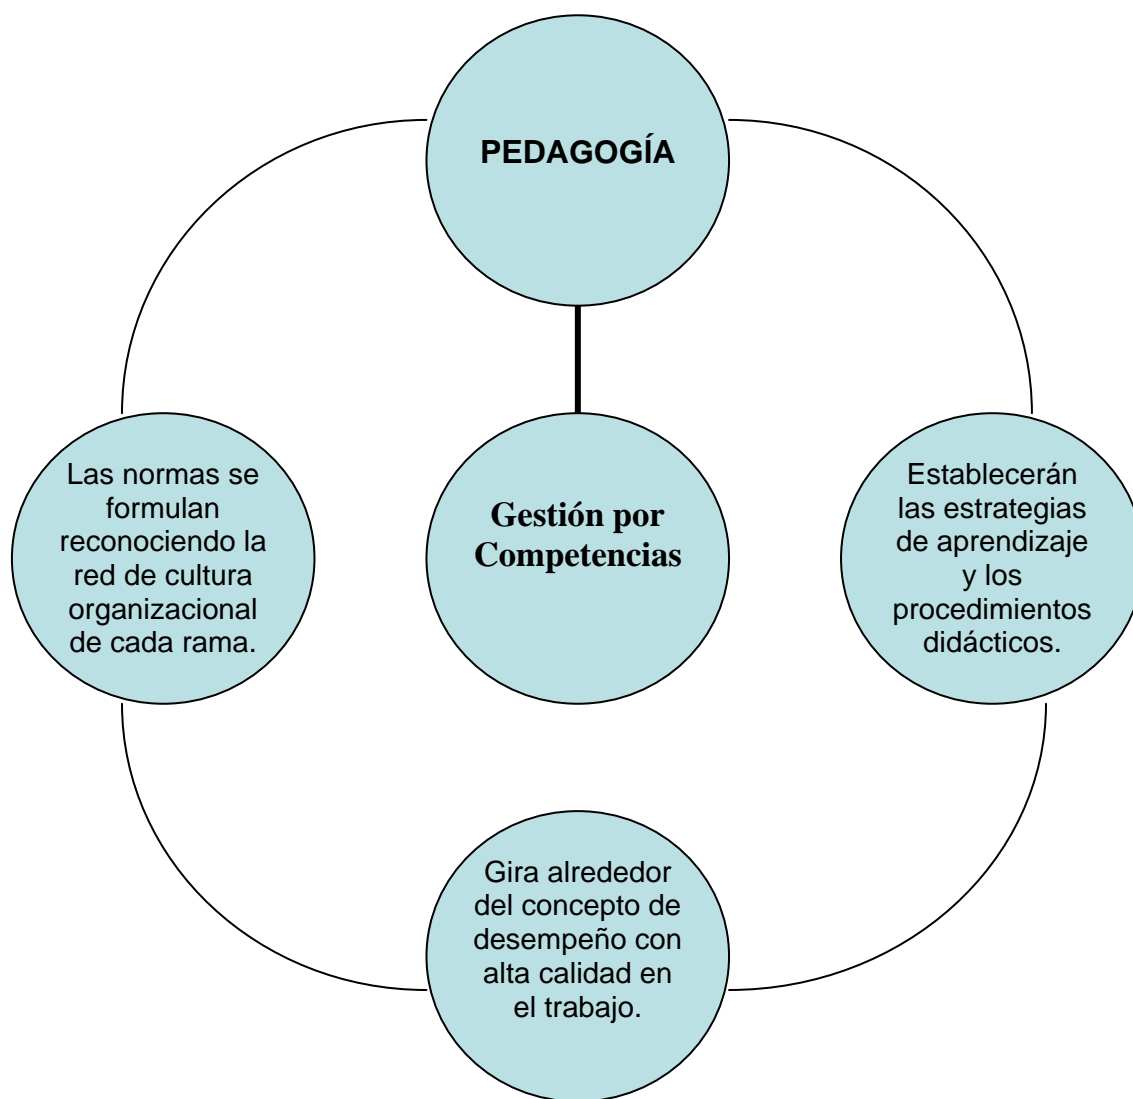 PEDAGOGÍA
Las normas se
formulan
reconociendo la
red de cultura
organizacional
de cada rama.
Gestión por
Competencias
Establecerán
las estrategias
de aprendizaje
y los
procedimientos
didácticos.
Gira alrededor
del concepto de
desempeño con
alta calidad en
el trabajo.